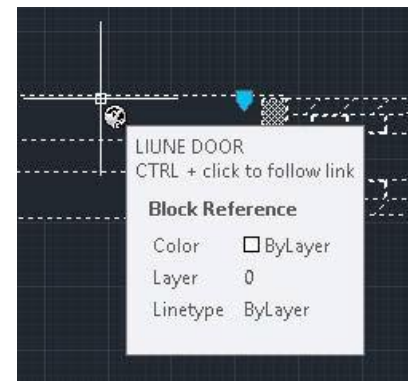 LIUNE DOOR
CTRL + click to follow link
Block Reference
Color ByLayer
Layer 0
Linetype ByLayer